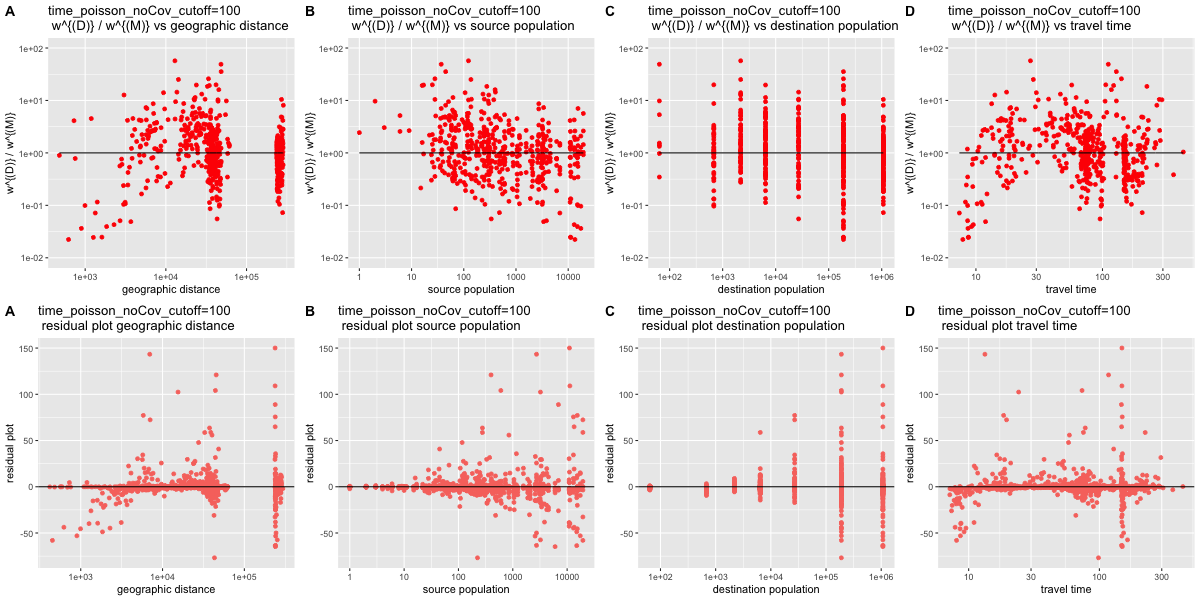 A
time_poisson_noCov_cutoff=100
w^{(D)} / w^{(M)} vs geographic distance
w^{(D)} / w^{(M)}
1e+02
1e+01
1e+00
1e-01
1e-02
1e+03 1e+04 1e+05
geographic distance
B
time_poisson_noCov_cutoff=100
w^{(D)} / w^{(M)} vs source population
w^{(D)} / w^{(M)}
1e+02
1e+01
1e+00
1e-01
1e-02
1 10 100 1000 10000
source population
C
time_poisson_noCov_cutoff=100
w^{(D)} / w^{(M)} vs destination population
w^{(D)} / w^{(M)}
1e+02
1e+01
1e+00
1e-01
1e-02
1e+02 1e+03 1e+04 1e+05 1e+06
destination population
D
time_poisson_noCov_cutoff=100
w^{(D)} / w^{(M)} vs travel time
w^{(D)} / w^{(M)}
1e+02
1e+01
1e+00
1e-01
1e-02
10 30 100 300
travel time
A
time_poisson_noCov_cutoff=100
residual plot geographic distance
residual plot
150
100
50
0
-50
1e+03 1e+04 1e+05
geographic distance
B
time_poisson_noCov_cutoff=100
residual plot source population
residual plot
150
100
50
0
-50
1 10 100 1000 10000
source population
C
time_poisson_noCov_cutoff=100
residual plot destination population
residual plot
150
100
50
0
-50
1e+02 1e+03 1e+04 1e+05 1e+06
destination population
D
time_poisson_noCov_cutoff=100
residual plot travel time
residual plot
150
100
50
0
-50
10 30 100 300
travel time